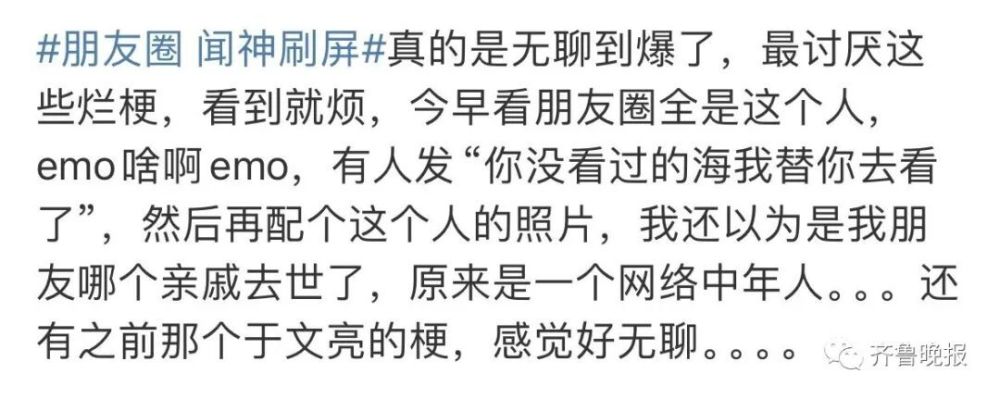 #朋友圈 闻神刷屏#真的是无聊到爆了，最讨厌这
些烂梗，看到就烦，今早看朋友圈全是这个人，
emo啥啊emo，有人发“你没看过的海我替你去看
了”，然后再配个这个人的照片，我还以为是我朋
友哪个亲戚去世了，原来是一个网络中年人。。。还
有之前那个于文亮的梗，感觉好无聊。。。。
齐鲁晚报